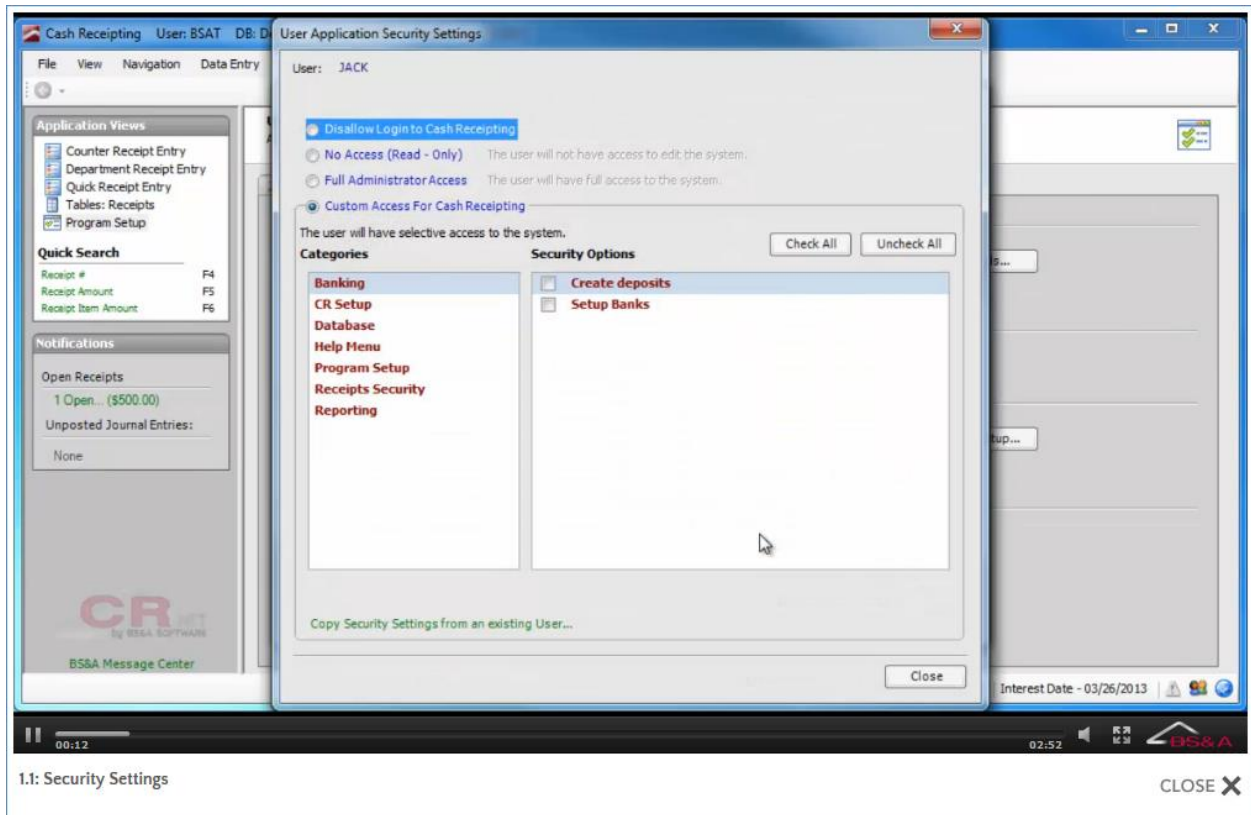 Cash Receipting User: BSAT DB: D
User Application Security Settings
File View Navigation Data Entry
User: JACK
Application Views
Counter Receipt Entry
Department Receipt Entry
Quick Receipt Entry
Tables: Receipts
Program Setup
Quick Search
Receipt # F4
Receipt Amount F5
Receipt Item Amount F6
Notifications
Open Receipts
1 Open... ($500.00)
Unposted Journal Entries:
None
CR.NET
by BS&A SOFTWARE
BS&A Message Center
Disallow Login to Cash Receipting
No Access (Read - Only) The user will not have access to edit the system.
Full Administrator Access The user will have full access to the system.
Custom Access For Cash Receipting
The user will have selective access to the system.
Check All Uncheck All
Categories Security Options
Banking Create deposits
CR Setup Setup Banks
Database
Help Menu
Program Setup
Receipts Security
Reporting
Copy Security Settings from an existing User...
Close
s...
tup...
Interest Date - 03/26/2013
00:12 02:52
BS&A
1.1: Security Settings
CLOSE